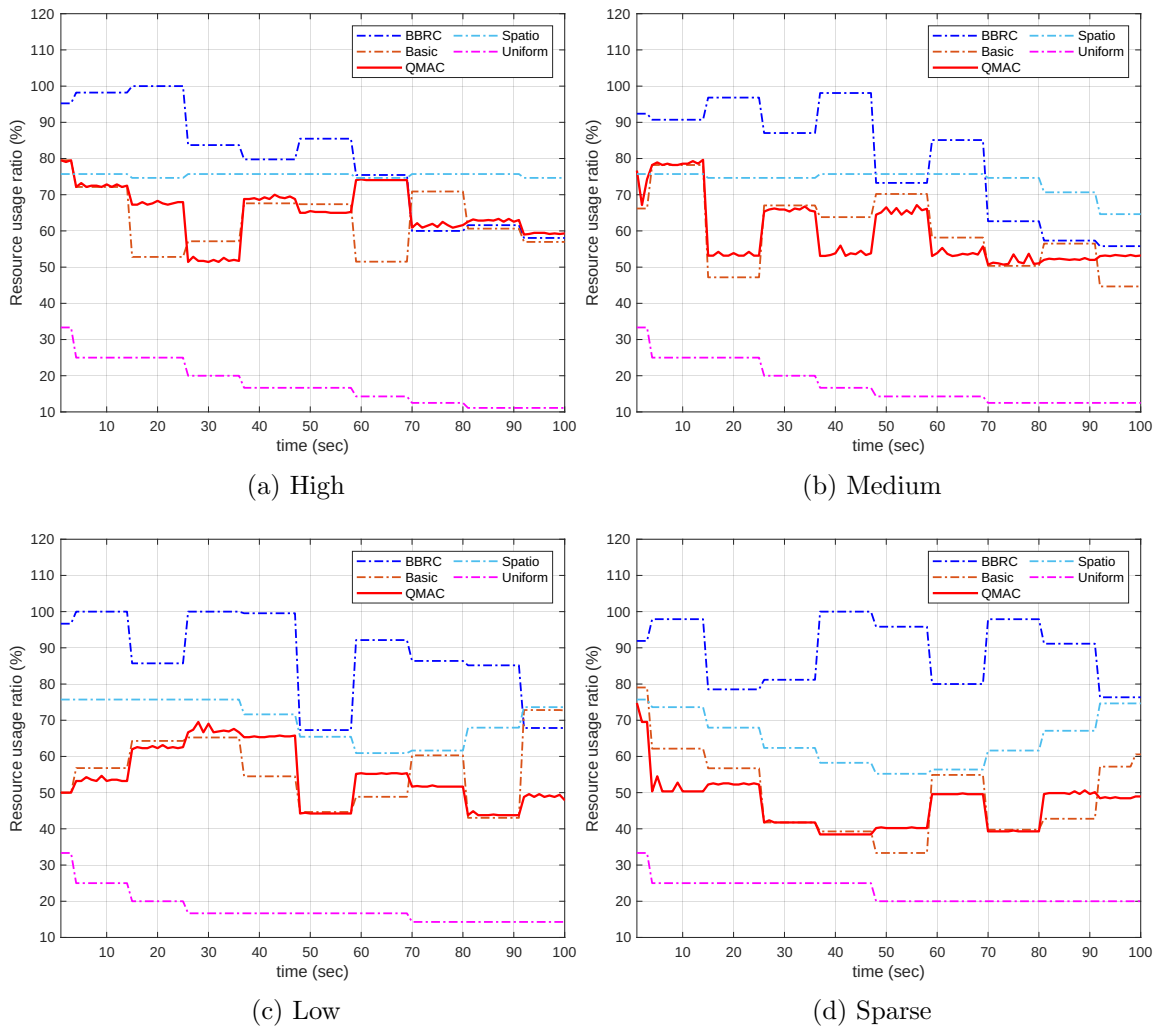 120
110
100
90
80
70
60
50
40
30
20
10
Resource usage ratio (%)
BBRC Spatio
Basic Uniform
QMAC
10 20 30 40 50 60 70 80 90 100
time (sec)
(a) High
120
110
100
90
80
70
60
50
40
30
20
10
Resource usage ratio (%)
BBRC Spatio
Basic Uniform
QMAC
10 20 30 40 50 60 70 80 90 100
time (sec)
(b) Medium
120
110
100
90
80
70
60
50
40
30
20
10
Resource usage ratio (%)
BBRC Spatio
Basic Uniform
QMAC
10 20 30 40 50 60 70 80 90 100
time (sec)
(c) Low
120
110
100
90
80
70
60
50
40
30
20
10
Resource usage ratio (%)
BBRC Spatio
Basic Uniform
QMAC
10 20 30 40 50 60 70 80 90 100
time (sec)
(d) Sparse